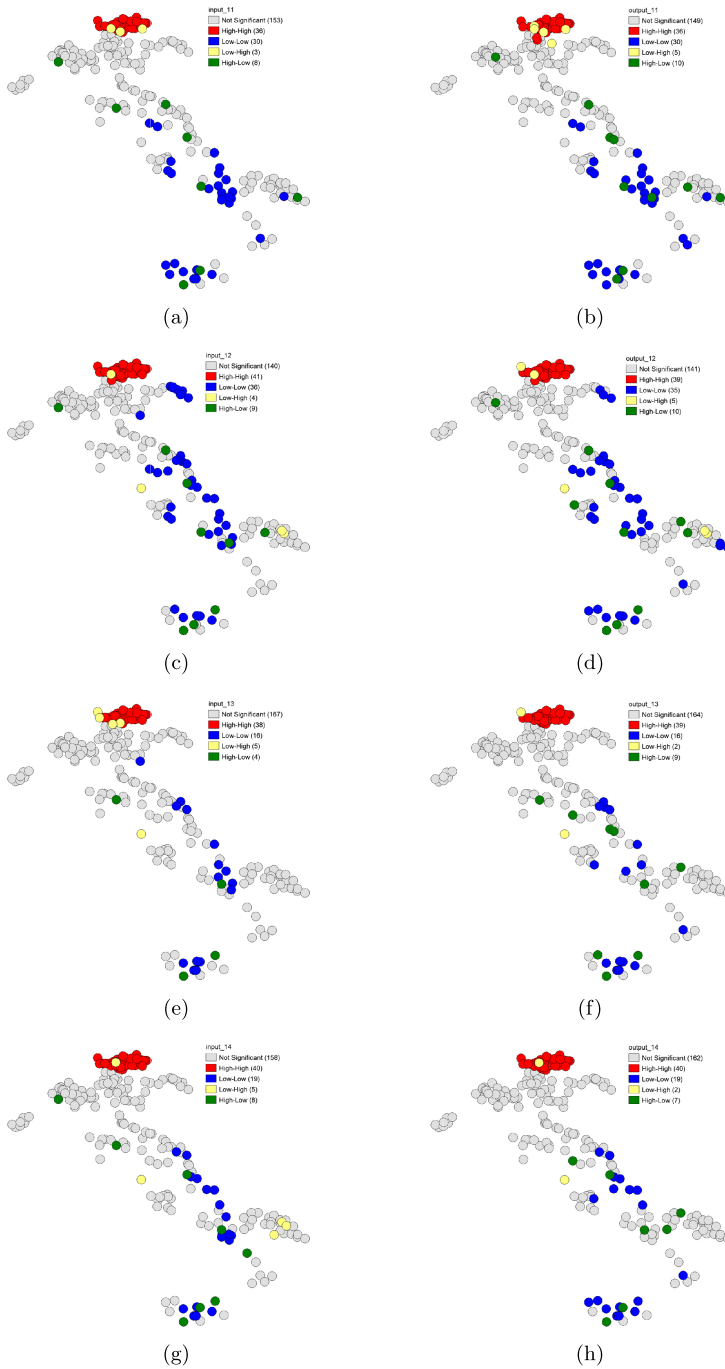 input_11
Not Significant (153)
High-High (36)
Low-Low (30)
Low-High (3)
High-Low (8)
(a)
output_11
Not Significant (149)
High-High (36)
Low-Low (30)
Low-High (5)
High-Low (10)
(b)
input_12
Not Significant (140)
High-High (41)
Low-Low (36)
Low-High (4)
High-Low (9)
(c)
output_12
Not Significant (141)
High-High (39)
Low-Low (35)
Low-High (5)
High-Low (10)
(d)
input_13
Not Significant (167)
High-High (38)
Low-Low (16)
Low-High (5)
High-Low (4)
(e)
output_13
Not Significant (164)
High-High (39)
Low-Low (16)
Low-High (2)
High-Low (9)
(f)
input_14
Not Significant (158)
High-High (40)
Low-Low (19)
Low-High (5)
High-Low (8)
(g)
output_14
Not Significant (162)
High-High (40)
Low-Low (19)
Low-High (2)
High-Low (7)
(h)